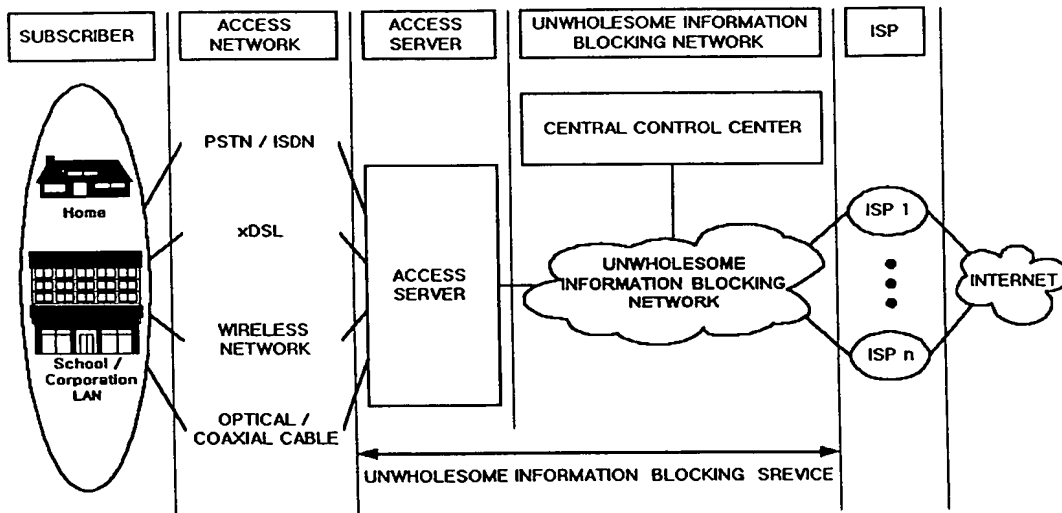 SUBSCRIBER
ACCESS
NETWORK
ACCESS
SERVER
UNWHOLESOME INFORMATION
BLOCKING NETWORK
ISP
CENTRAL CONTROL CENTER
PSTN / ISDN
Home
xDSL
ACCESS
SERVER
UNWHOLESOME
INFORMATION BLOCKING
NETWORK
ISP 1
INTERNET
WIRELESS
NETWORK
ISP n
School /
Corporation
LAN
OPTICAL /
COAXIAL CABLE
UNWHOLESOME INFORMATION BLOCKING SREVICE